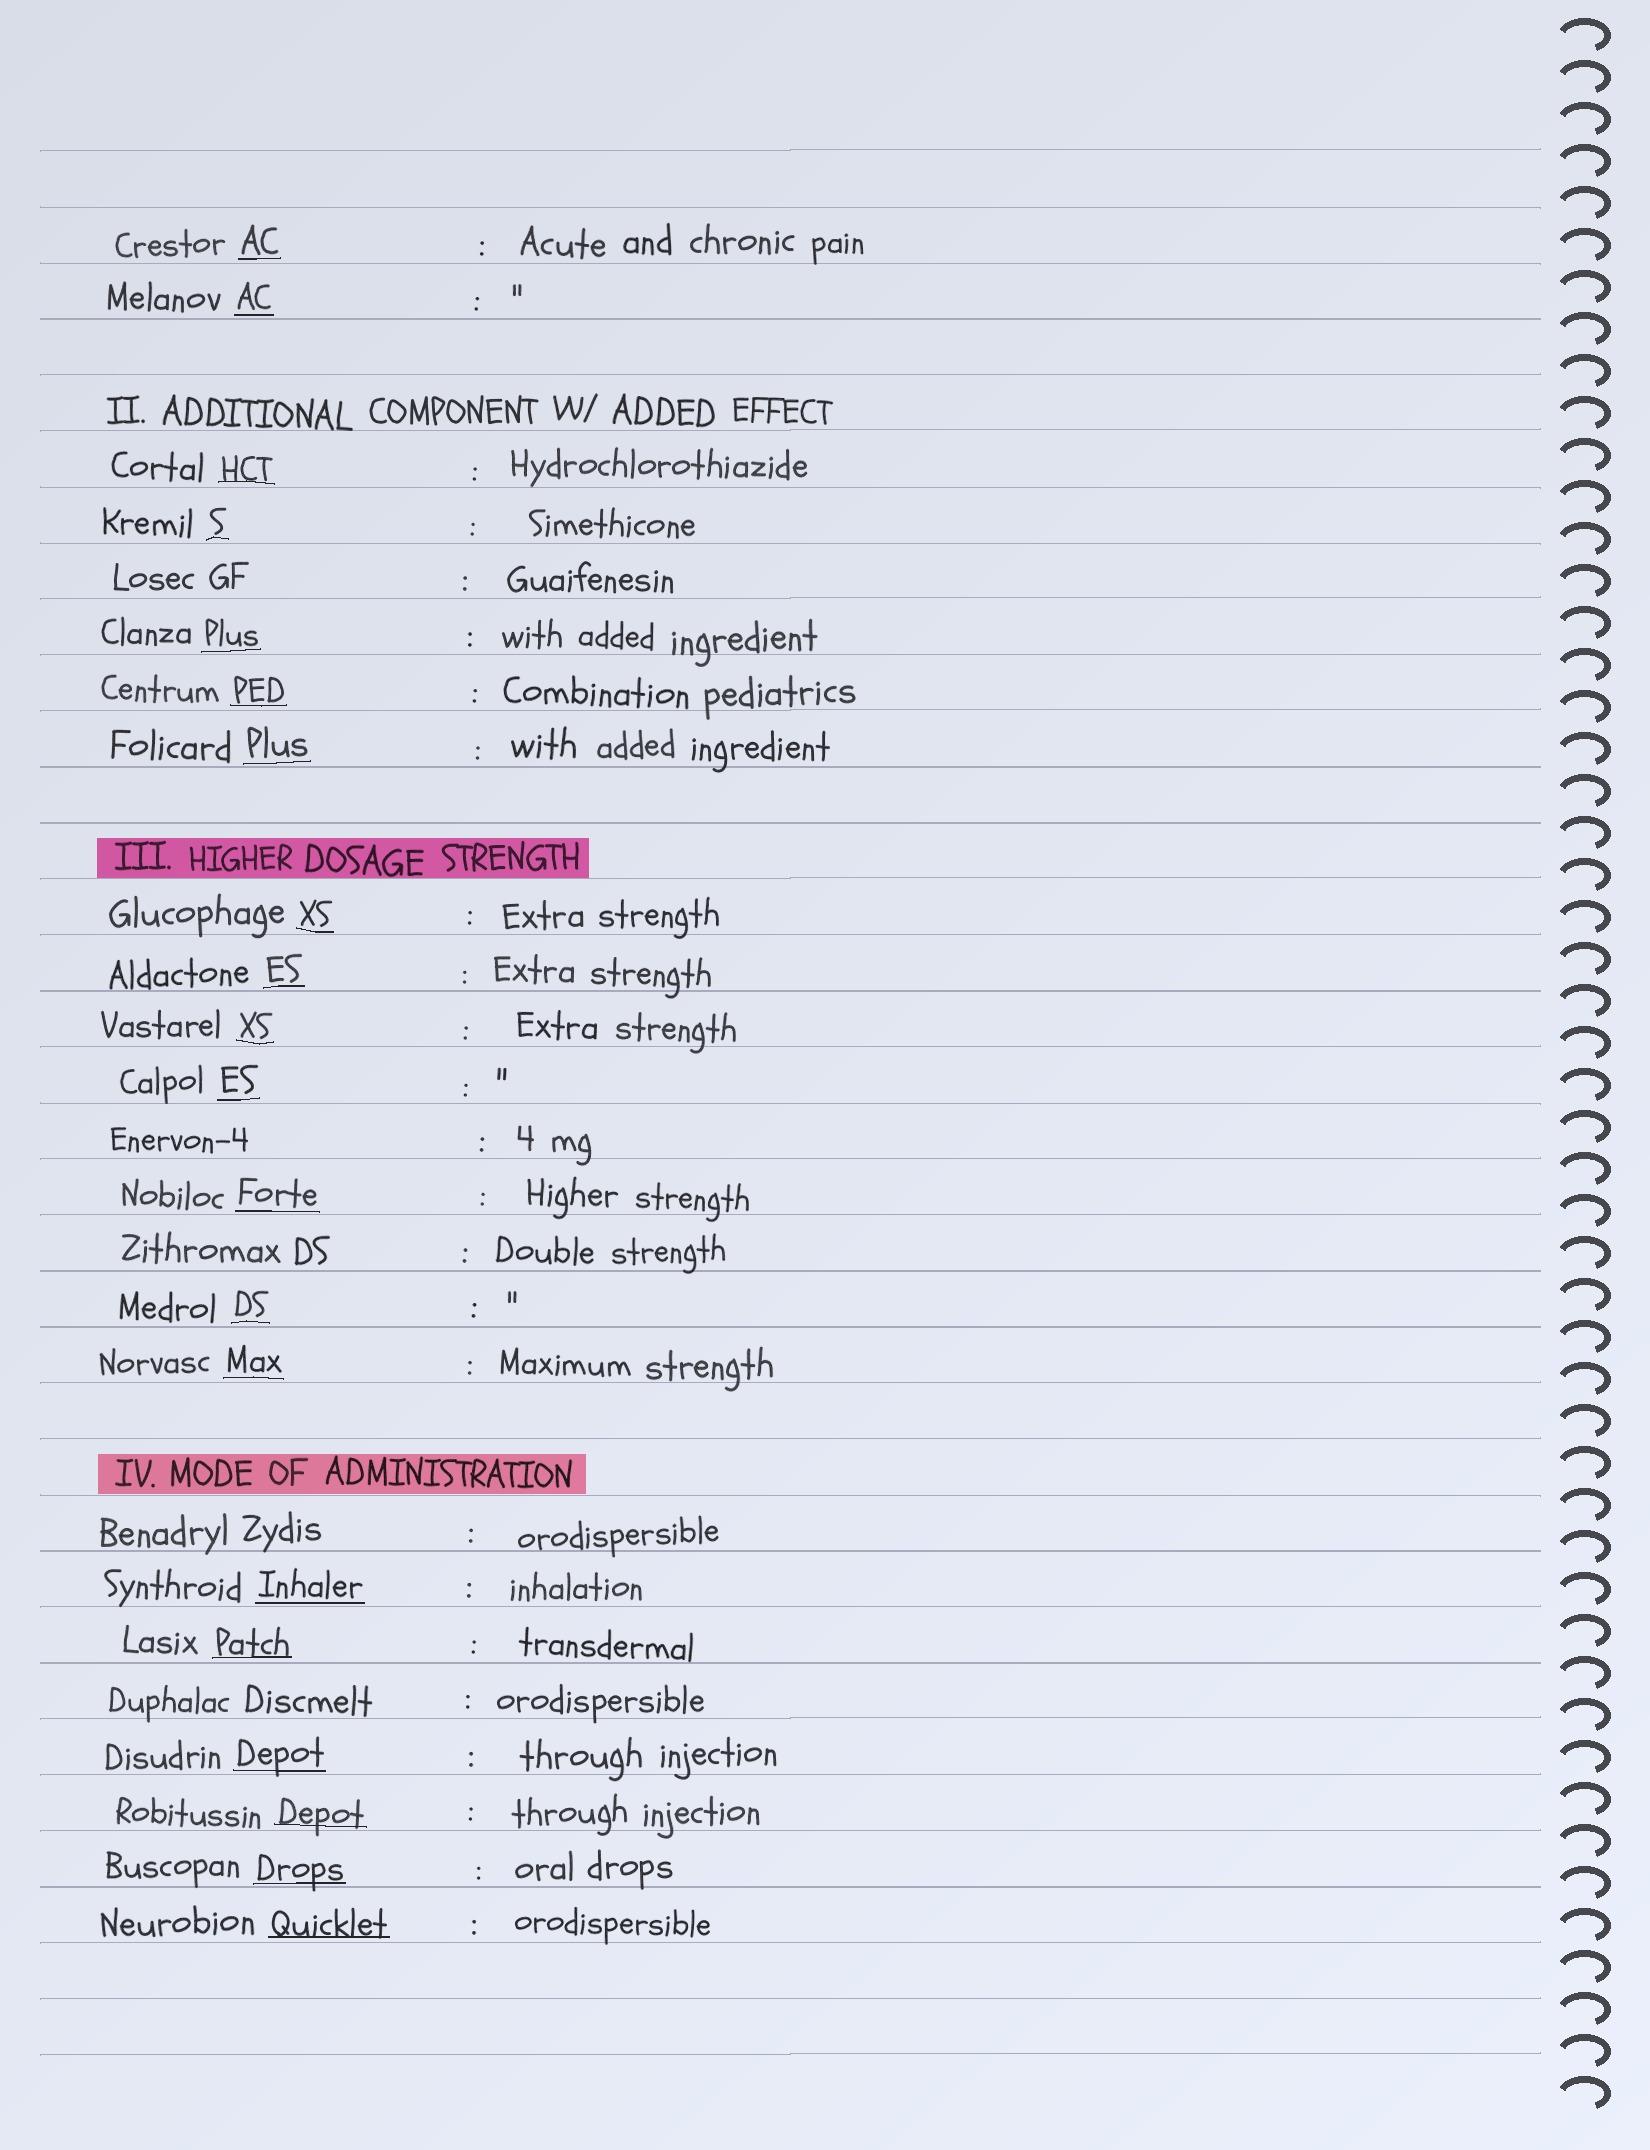 Crestor AC : Acute and chronic pain
Melanov AC : "
II. ADDITIONAL COMPONENT W/ ADDED EFFECT
Cortal HCT : Hydrochlorothiazide
Kremil S : Simethicone
Losec GF : Guaifenesin
Clanza Plus : with added ingredient
Centrum PED : Combination pediatrics
Folicard Plus : with added ingredient
III. HIGHER DOSAGE STRENGTH
Glucophage XS : Extra strength
Aldactone ES : Extra strength
Vastarel XS : Extra strength
Calpol ES : "
Enervon-4 : 4 mg
Nobiloc Forte : Higher strength
Zithromax DS : Double strength
Medrol DS : "
Norvasc Max : Maximum strength
IV. MODE OF ADMINISTRATION
Benadryl Zydis : orodispersible
Synthroid Inhaler : inhalation
Lasix Patch : transdermal
Duphalac Discmelt : orodispersible
Disudrin Depot : through injection
Robitussin Depot : through injection
Buscopan Drops : oral drops
Neurobion Quicklet : orodispersible